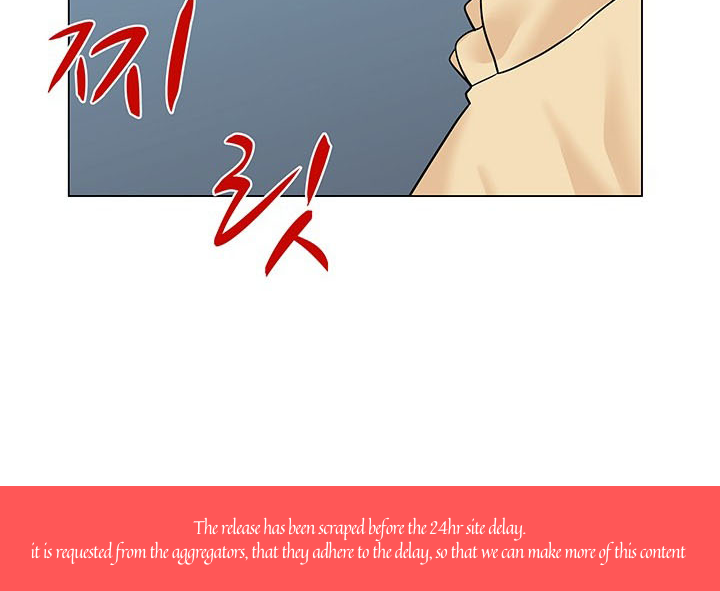 찌
릿
The release has been scraped before the 24hr site delay.
it is requested from the aggregators, that they adhere to the delay, so that we can make more of this content